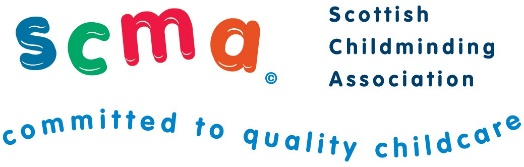 scma©
Scottish
Childminding
Association
committed to quality childcare